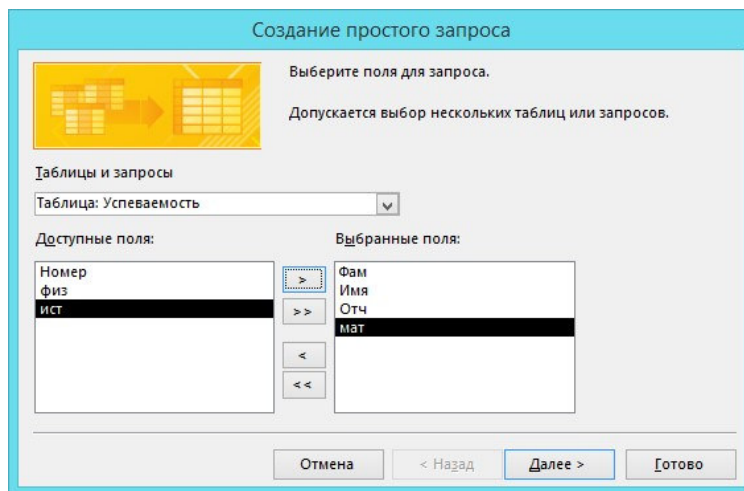 Создание простого запроса
Выберите поля для запроса.
Допускается выбор нескольких таблиц или запросов.
Таблицы и запросы
Таблица: Успеваемость
Доступные поля:
Выбранные поля:
Номер
физ
ист
>
>>
<
<<
Фам
Имя
Отч
мат
Отмена
< Назад
Далее >
Готово